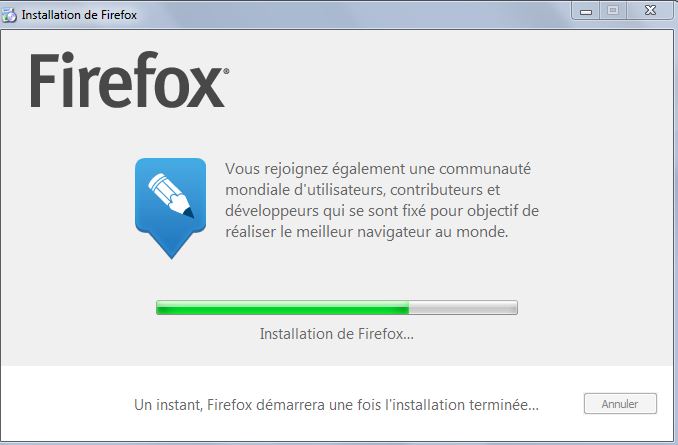 Installation de Firefox
Firefox®
Vous rejoignez également une communauté
mondiale d'utilisateurs, contributeurs et
développeurs qui se sont fixé pour objectif de
réaliser le meilleur navigateur au monde.
Installation de Firefox...
Un instant, Firefox démarrera une fois l'installation terminée...
Annuler